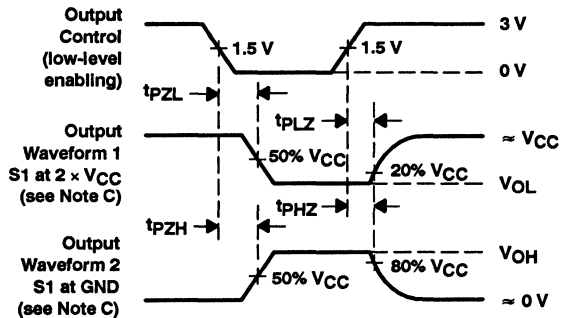 Output
Control
(low-level
enabling)
3 V
1.5 V
1.5 V
0 V
tPZL
tPLZ
Output
Waveform 1
S1 at 2 × VCC
(see Note C)
≈ VCC
50% VCC
20% VCC
VOL
tPZH
tPHZ
Output
Waveform 2
S1 at GND
(see Note C)
VOH
50% VCC
80% VCC
≈ 0 V